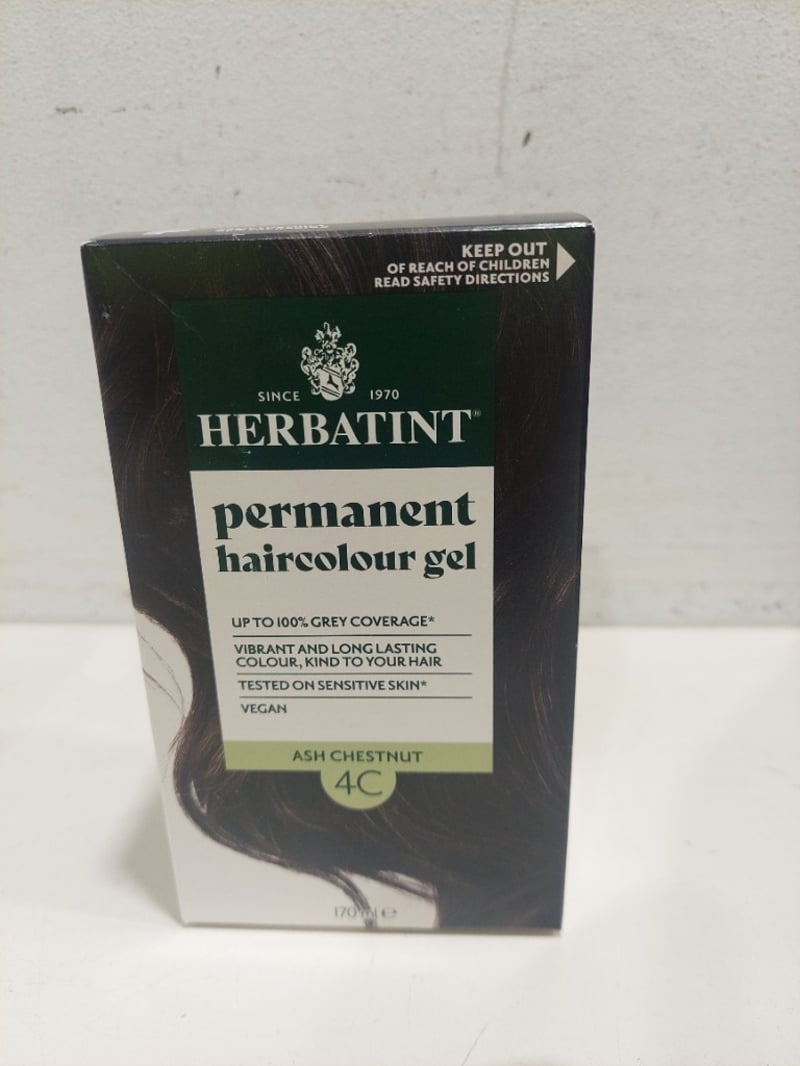 KEEP OUT
OF REACH OF CHILDREN
READ SAFETY DIRECTIONS
SINCE 1970
HERBATINT®
permanent
haircolour gel
UP TO 100% GREY COVERAGE*
VIBRANT AND LONG LASTING
COLOUR, KIND TO YOUR HAIR
TESTED ON SENSITIVE SKIN*
VEGAN
ASH CHESTNUT
4C
170 ml ℮